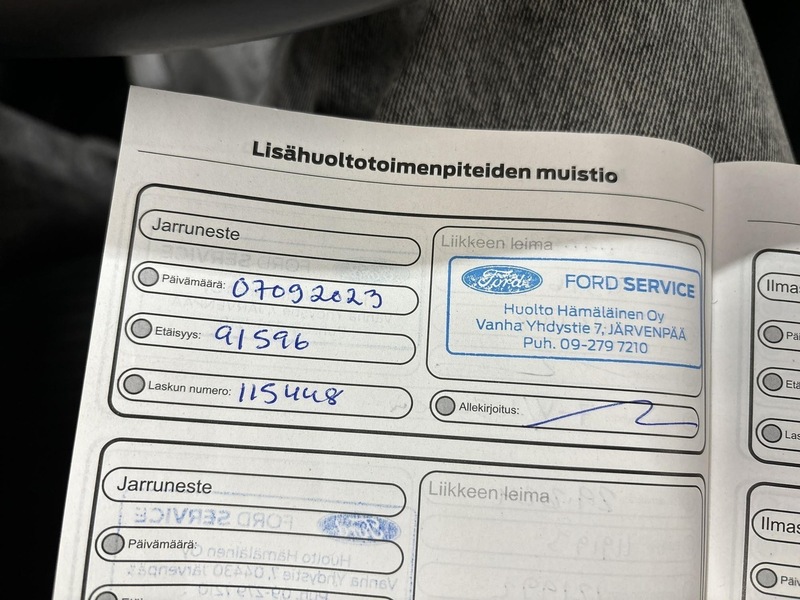 Lisähuoltotoimenpiteiden muistio
Jarruneste
Päivämäärä: 07092023
Etäisyys: 91596
Laskun numero: 115448
Liikkeen leima
Ford FORD SERVICE
Huolto Hämäläinen Oy
Vanha Yhdystie 7, JÄRVENPÄÄ
Puh. 09-279 7210
Allekirjoitus:
Jarruneste
Päivämäärä:
Liikkeen leima